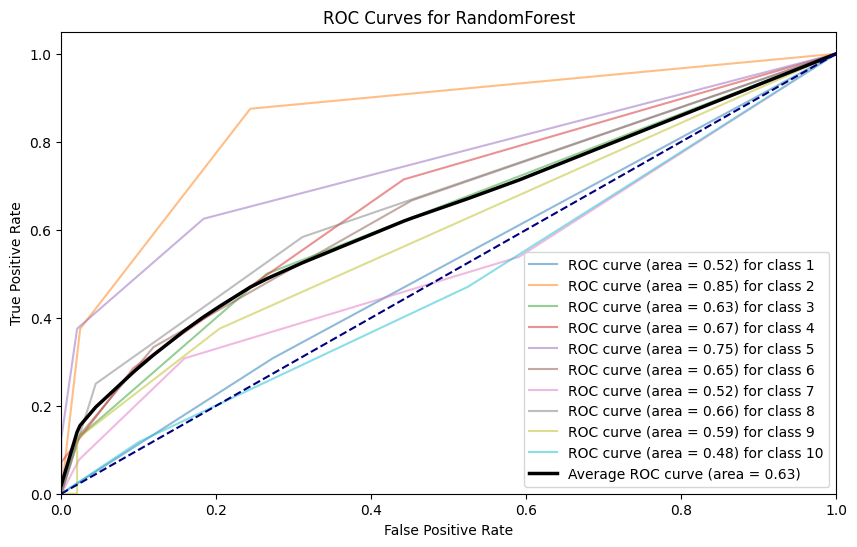 ROC Curves for RandomForest
True Positive Rate
1.0
0.8
0.6
0.4
0.2
0.0
ROC curve (area = 0.52) for class 1
ROC curve (area = 0.85) for class 2
ROC curve (area = 0.63) for class 3
ROC curve (area = 0.67) for class 4
ROC curve (area = 0.75) for class 5
ROC curve (area = 0.65) for class 6
ROC curve (area = 0.52) for class 7
ROC curve (area = 0.66) for class 8
ROC curve (area = 0.59) for class 9
ROC curve (area = 0.48) for class 10
Average ROC curve (area = 0.63)
0.0 0.2 0.4 0.6 0.8 1.0
False Positive Rate